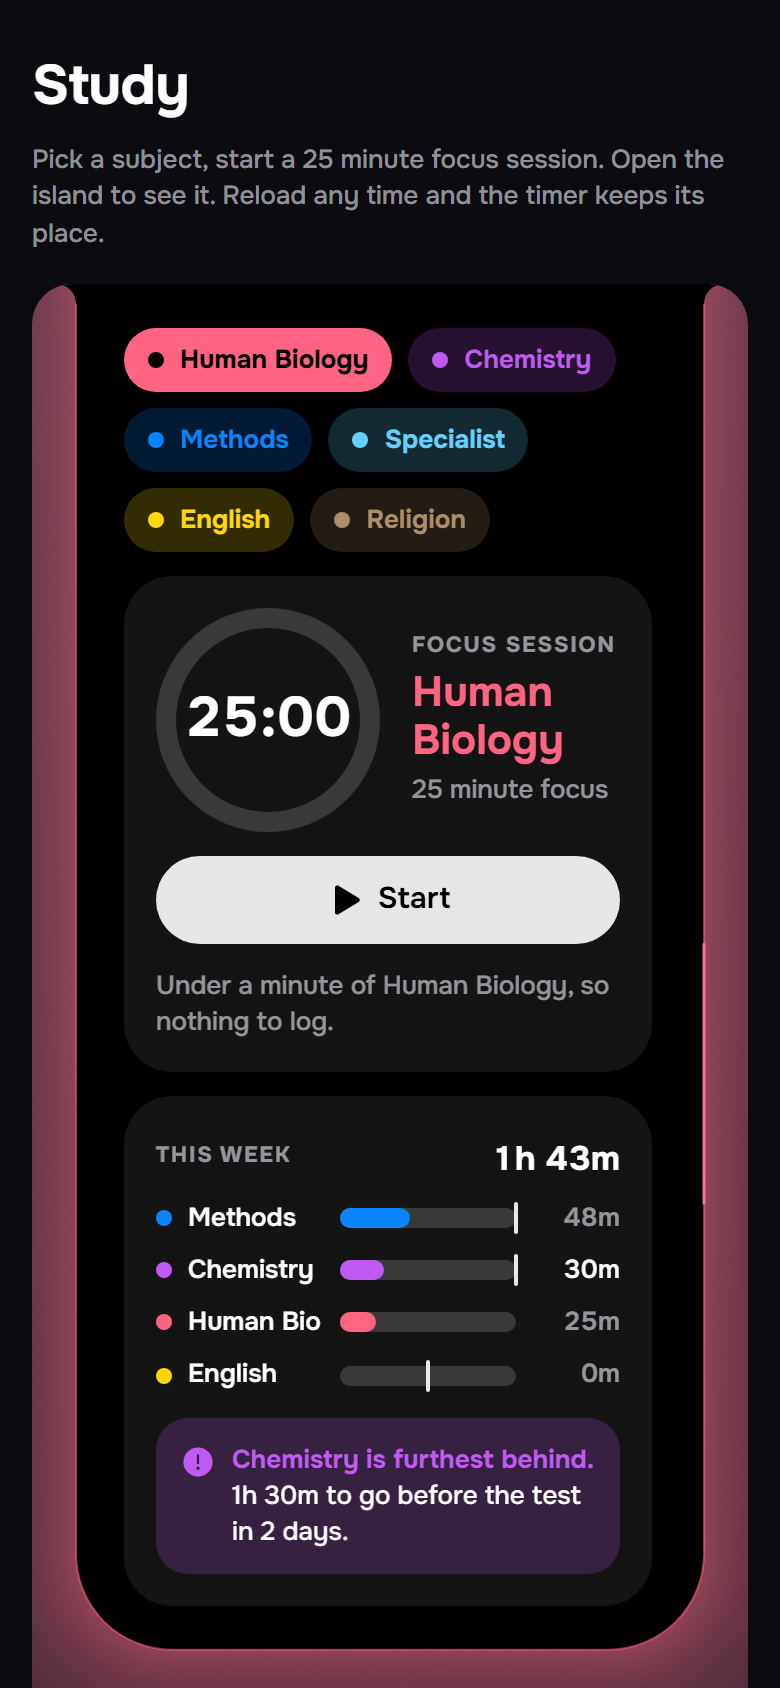 Study
Pick a subject, start a 25 minute focus session. Open the
island to see it. Reload any time and the timer keeps its
place.
Human Biology
Chemistry
Methods
Specialist
English
Religion
25:00
FOCUS SESSION
Human
Biology
25 minute focus
Start
Under a minute of Human Biology, so
nothing to log.
THIS WEEK
1h 43m
Methods
48m
Chemistry
30m
Human Bio
25m
English
0m
Chemistry is furthest behind.
1h 30m to go before the test
in 2 days.